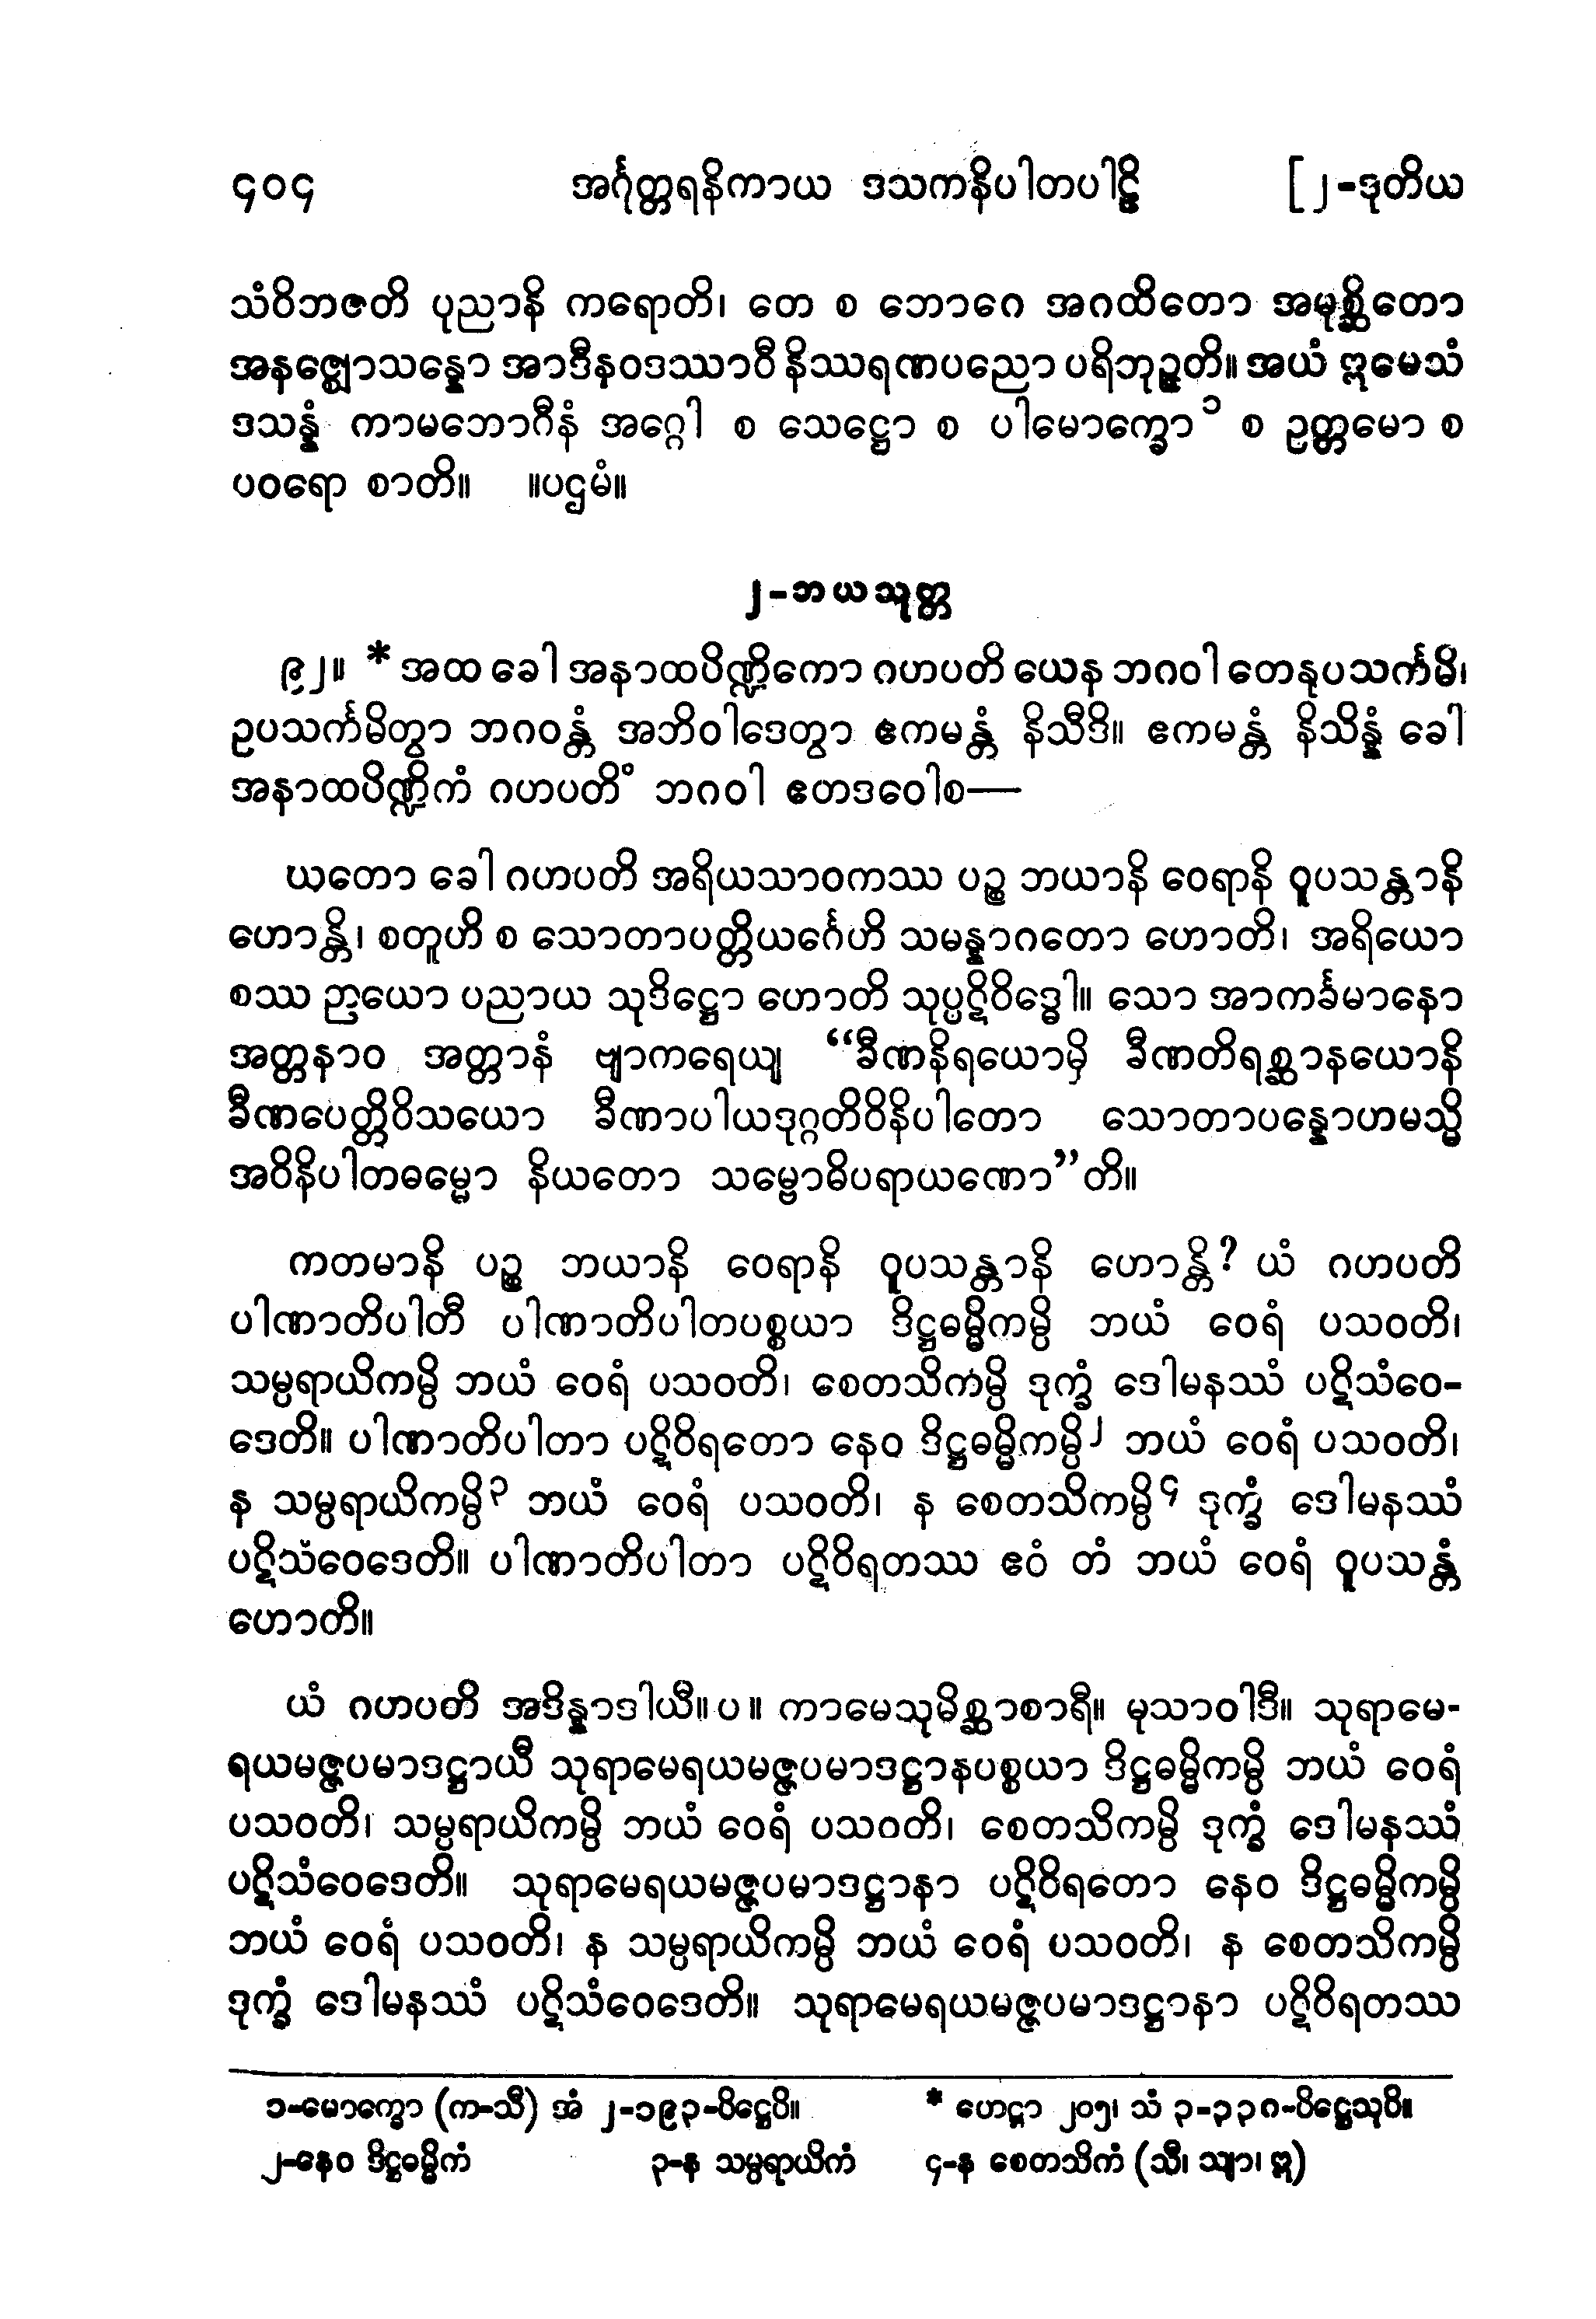 ၄၀၄ အင်္ဂုတ္တရနိကာယ ဒသကနိပါတပါဠိ [၂-ဒုတိယ
သံဝိဘဇတိ ပုညာနိ ကရောတိ၊ တေ စ ဘောဂေ အဂထိတော အမုစ္ဆိတော
အနဇ္ဈောသန္နော အာဒီနဝဒဿာဝီ နိဿရဏပညော ပရိဘုဉ္ဇတိ။ အယံ ဣမေသံ
ဒသန္နံ ကာမဘောဂီနံ အဂ္ဂေါ စ သေဋ္ဌော စ ပါမောက္ခော၁ စ ဥတ္တမော စ
ပဝရော စာတိ။ ။ပဌမံ။
၂-ဘယသုတ္တ
၉၂။ * အထ ခေါ အနာထပိဏ္ဍိကော ဂဟပတိ ယေန ဘဂဝါ တေနုပသင်္ကမိ၊
ဥပသင်္ကမိတွာ ဘဂဝန္တံ အဘိဝါဒေတွာ ဧကမန္တံ နိသီဒိ။ ဧကမန္တံ နိသိန္နံ ခေါ
အနာထပိဏ္ဍိကံ ဂဟပတိံ ဘဂဝါ ဧတဒဝေါစ—
ယတော ခေါ ဂဟပတိ အရိယသာဝကဿ ပဉ္စ ဘယာနိ ဝေရာနိ ဝူပသန္တာနိ
ဟောန္တိ၊ စတူဟိ စ သောတာပတ္တိယင်္ဂေဟိ သမန္နာဂတော ဟောတိ၊ အရိယော
စဿ ဉာယော ပညာယ သုဒိဋ္ဌော ဟောတိ သုပ္ပဋိဝိဒ္ဓေါ။ သော အာကင်္ခမာနော
အတ္တနာဝ အတ္တာနံ ဗျာကရေယျ “ခီဏနိရယောမှိ ခီဏတိရစ္ဆာနယောနိ
ခီဏပေတ္တိဝိသယော ခီဏာပါယဒုဂ္ဂတိဝိနိပါတော သောတာပန္နောဟမသ္မိ
အဝိနိပါတဓမ္မော နိယတော သမ္ဗောဓိပရာယဏော”တိ။
ကတမာနိ ပဉ္စ ဘယာနိ ဝေရာနိ ဝူပသန္တာနိ ဟောန္တိ? ယံ ဂဟပတိ
ပါဏာတိပါတီ ပါဏာတိပါတပစ္စယာ ဒိဋ္ဌဓမ္မိကမ္ပိ ဘယံ ဝေရံ ပသဝတိ၊
သမ္ပရာယိကမ္ပိ ဘယံ ဝေရံ ပသဝတိ၊ စေတသိကမ္ပိ ဒုက္ခံ ဒေါမနဿံ ပဋိသံဝေ-
ဒေတိ။ ပါဏာတိပါတာ ပဋိဝိရတော နေဝ ဒိဋ္ဌဓမ္မိကမ္ပိ၂ ဘယံ ဝေရံ ပသဝတိ၊
န သမ္ပရာယိကမ္ပိ၃ ဘယံ ဝေရံ ပသဝတိ၊ န စေတသိကမ္ပိ၄ ဒုက္ခံ ဒေါမနဿံ
ပဋိသံဝေဒေတိ။ ပါဏာတိပါတာ ပဋိဝိရတဿ ဧဝံ တံ ဘယံ ဝေရံ ဝူပသန္တံ
ဟောတိ။
ယံ ဂဟပတိ အဒိန္နာဒါယီ။ပ။ ကာမေသုမိစ္ဆာစာရီ။ မုသာဝါဒီ။ သုရာမေ-
ရယမဇ္ဇပမာဒဋ္ဌာယီ သုရာမေရယမဇ္ဇပမာဒဋ္ဌာနပစ္စယာ ဒိဋ္ဌဓမ္မိကမ္ပိ ဘယံ ဝေရံ
ပသဝတိ၊ သမ္ပရာယိကမ္ပိ ဘယံ ဝေရံ ပသဝတိ၊ စေတသိကမ္ပိ ဒုက္ခံ ဒေါမနဿံ
ပဋိသံဝေဒေတိ။ သုရာမေရယမဇ္ဇပမာဒဋ္ဌာနာ ပဋိဝိရတော နေဝ ဒိဋ္ဌဓမ္မိကမ္ပိ
ဘယံ ဝေရံ ပသဝတိ၊ န သမ္ပရာယိကမ္ပိ ဘယံ ဝေရံ ပသဝတိ၊ န စေတသိကမ္ပိ
ဒုက္ခံ ဒေါမနဿံ ပဋိသံဝေဒေတိ။ သုရာမေရယမဇ္ဇပမာဒဋ္ဌာနာ ပဋိဝိရတဿ
၁-မောက္ခော (က-သီ) အံ ၂-၁၉၃-ပိဋ္ဌေပိ။ * ဟေဋ္ဌာ ၂၀၅၊ သံ ၃-၃၃၈-ပိဋ္ဌေသုပိ။
၂-နေဝ ဒိဋ္ဌဓမ္မိကံ ၃-န သမ္ပရာယိကံ ၄-န စေတသိကံ (သီ၊ သျာ၊ ဣ)